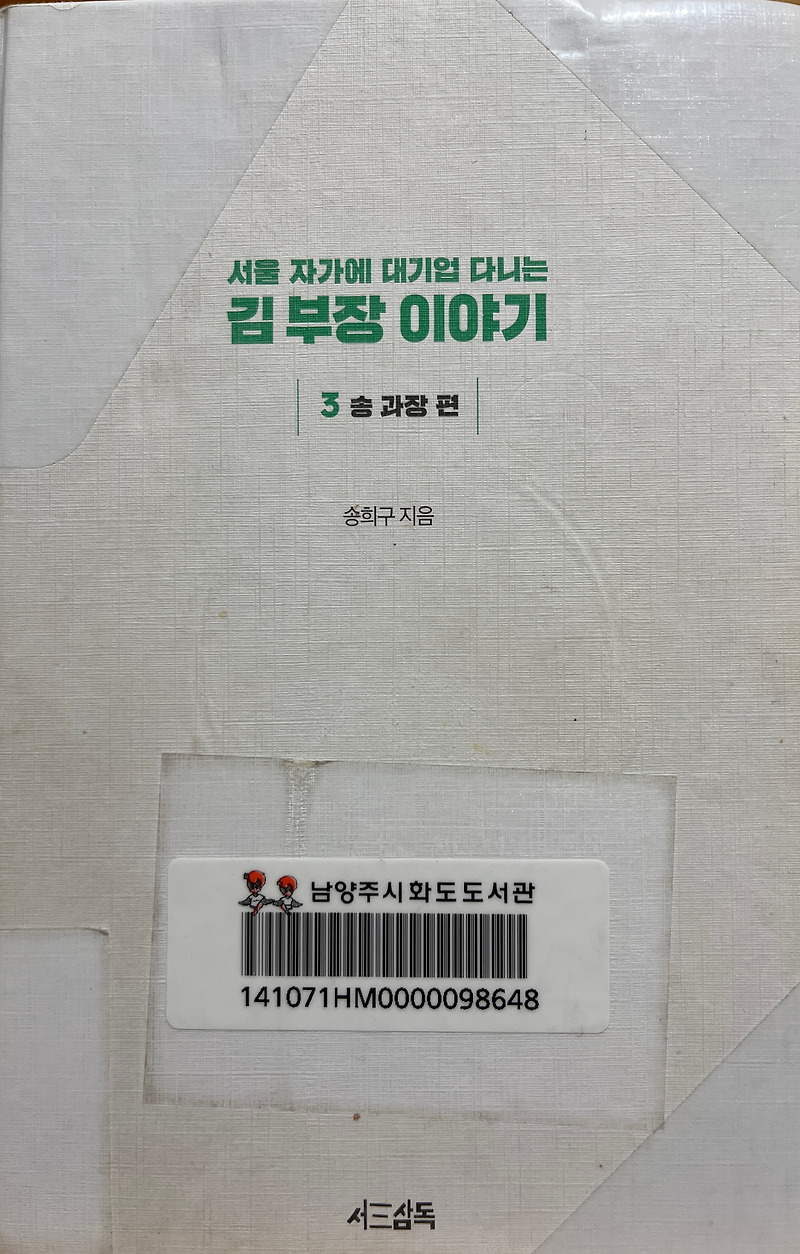 서울 자가에 대기업 다니는
김 부장 이야기
3 송 과장 편
송희구 지음
남양주시화도도서관
141071HM0000098648
서삼삼독